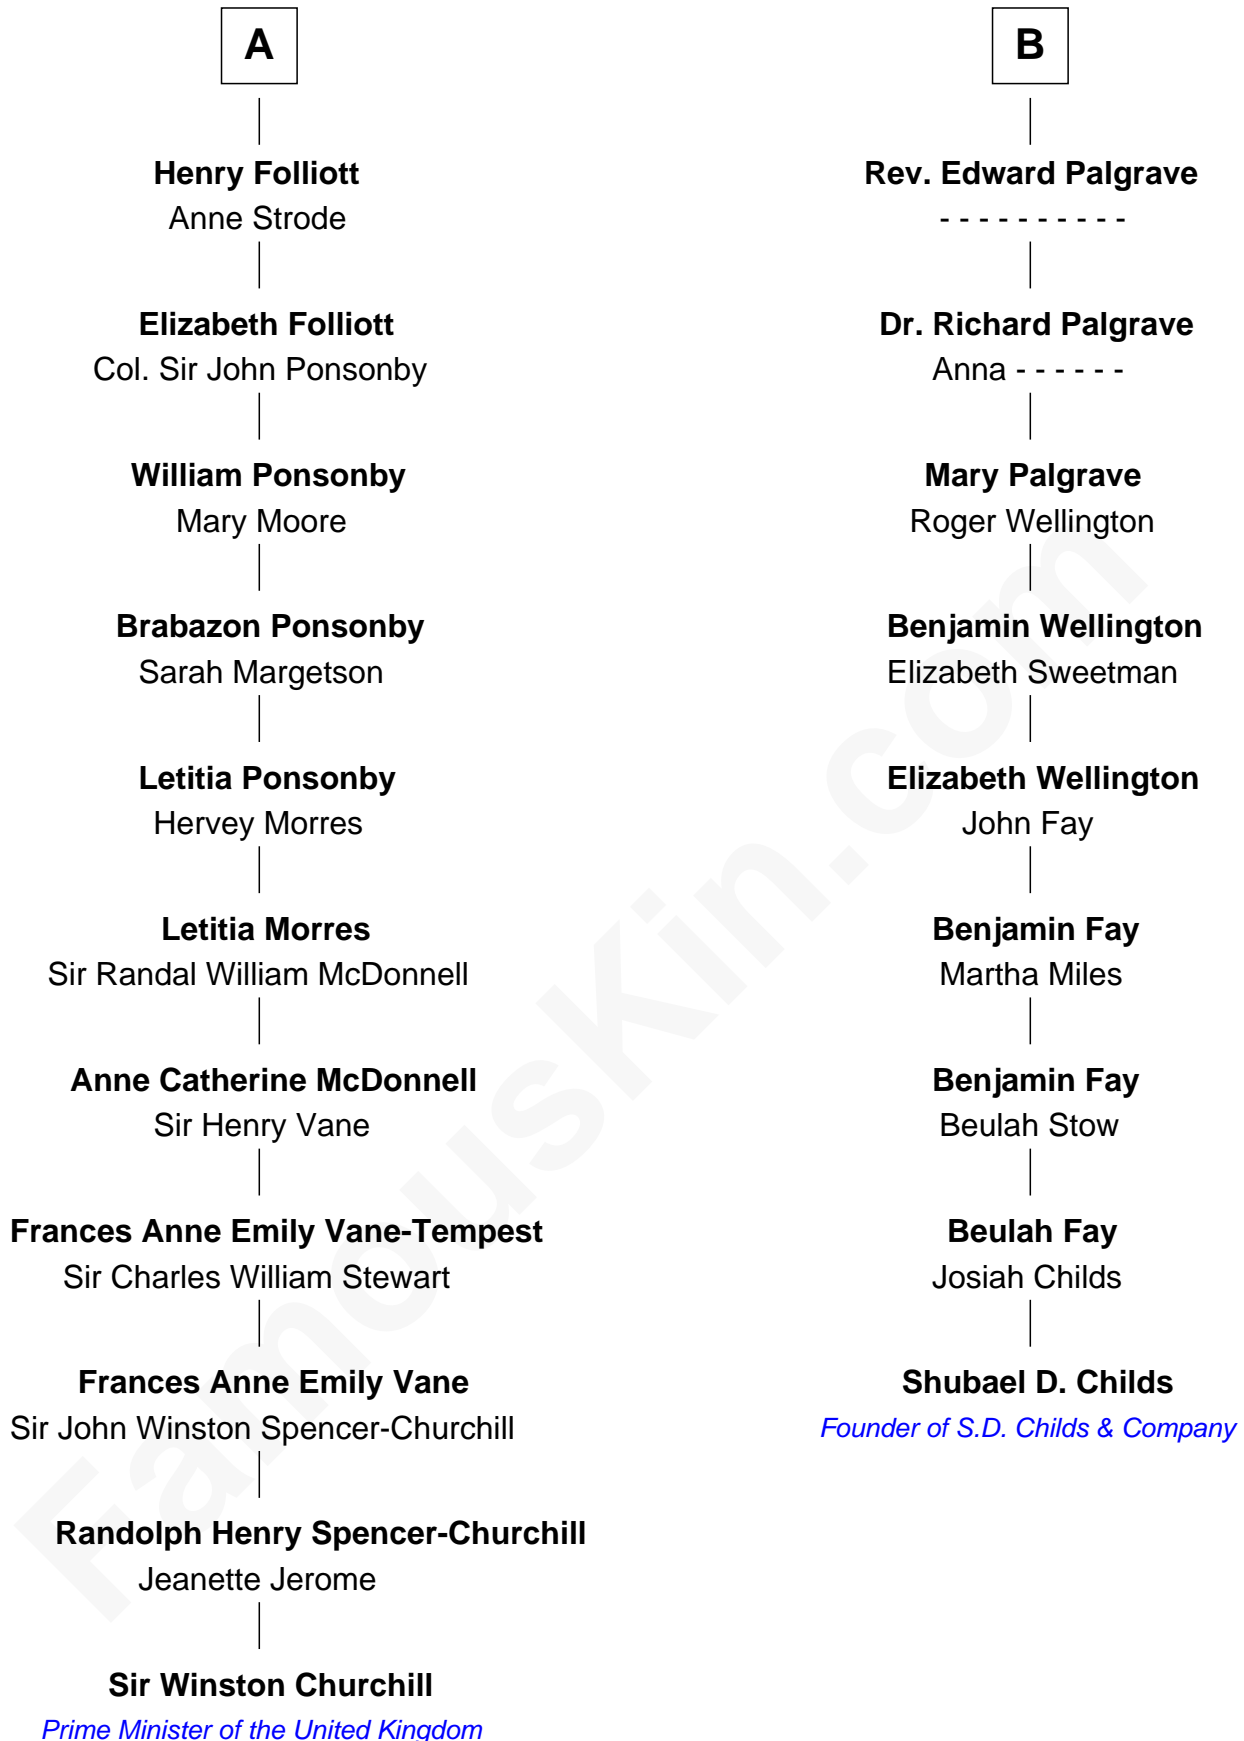 A
Henry Folliott
Anne Strode
Elizabeth Folliott
Col. Sir John Ponsonby
William Ponsonby
Mary Moore
Brabazon Ponsonby
Sarah Margetson
Letitia Ponsonby
Hervey Morres
Letitia Morres
Sir Randal William McDonnell
Anne Catherine McDonnell
Sir Henry Vane
Frances Anne Emily Vane-Tempest
Sir Charles William Stewart
Frances Anne Emily Vane
Sir John Winston Spencer-Churchill
Randolph Henry Spencer-Churchill
Jeanette Jerome
Sir Winston Churchill
Prime Minister of the United Kingdom
B
Rev. Edward Palgrave
- - - - - - - - - -
Dr. Richard Palgrave
Anna - - - - - -
Mary Palgrave
Roger Wellington
Benjamin Wellington
Elizabeth Sweetman
Elizabeth Wellington
John Fay
Benjamin Fay
Martha Miles
Benjamin Fay
Beulah Stow
Beulah Fay
Josiah Childs
Shubael D. Childs
Founder of S.D. Childs & Company
FamousKin.com